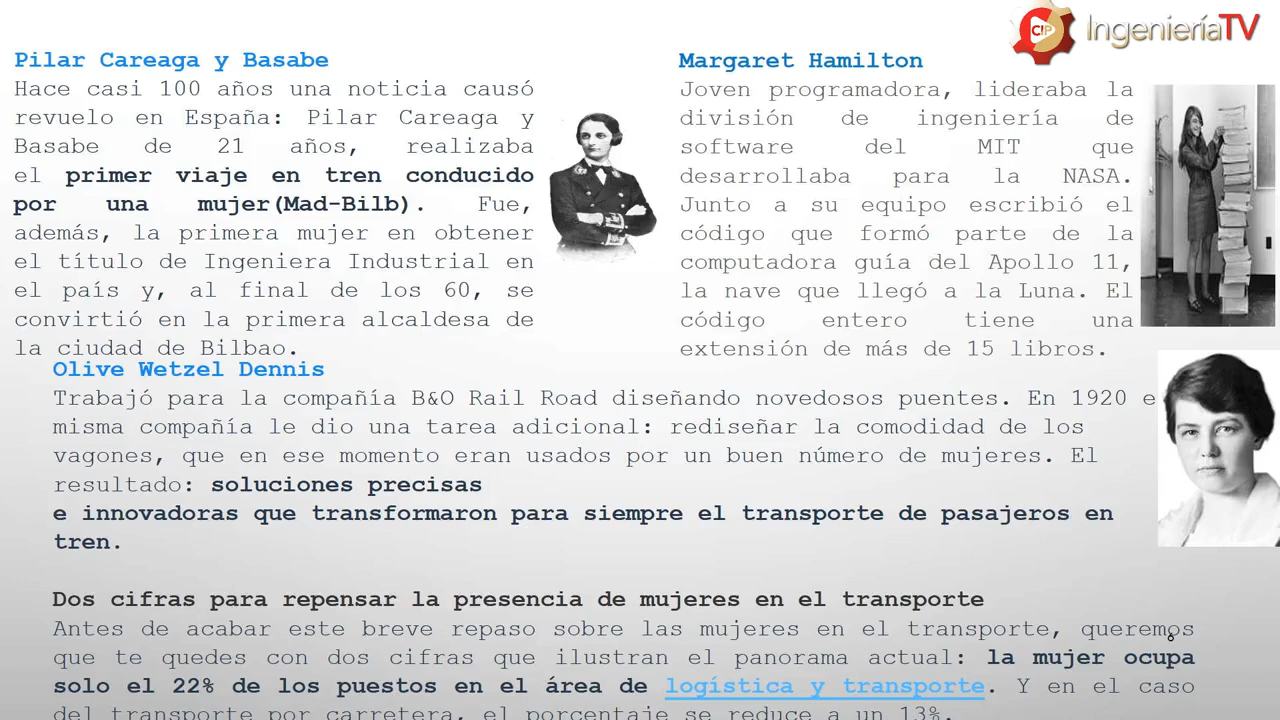 CIP IngenieríaTV
Pilar Careaga y Basabe
Hace casi 100 años una noticia causó
revuelo en España: Pilar Careaga y
Basabe de 21 años, realizaba
el primer viaje en tren conducido
por una mujer(Mad-Bilb). Fue,
además, la primera mujer en obtener
el título de Ingeniera Industrial en
el país y, al final de los 60, se
convirtió en la primera alcaldesa de
la ciudad de Bilbao.
Margaret Hamilton
Joven programadora, lideraba la
división de ingeniería de
software del MIT que
desarrollaba para la NASA.
Junto a su equipo escribió el
código que formó parte de la
computadora guía del Apollo 11,
la nave que llegó a la Luna. El
código entero tiene una
extensión de más de 15 libros.
Olive Wetzel Dennis
Trabajó para la compañía B&O Rail Road diseñando novedosos puentes. En 1920 e
misma compañía le dio una tarea adicional: rediseñar la comodidad de los
vagones, que en ese momento eran usados por un buen número de mujeres. El
resultado: soluciones precisas
e innovadoras que transformaron para siempre el transporte de pasajeros en
tren.
Dos cifras para repensar la presencia de mujeres en el transporte
Antes de acabar este breve repaso sobre las mujeres en el transporte, queremos
que te quedes con dos cifras que ilustran el panorama actual: la mujer ocupa
solo el 22% de los puestos en el área de logística y transporte. Y en el caso
del transporte por carretera, el porcentaje se reduce a un 13%.